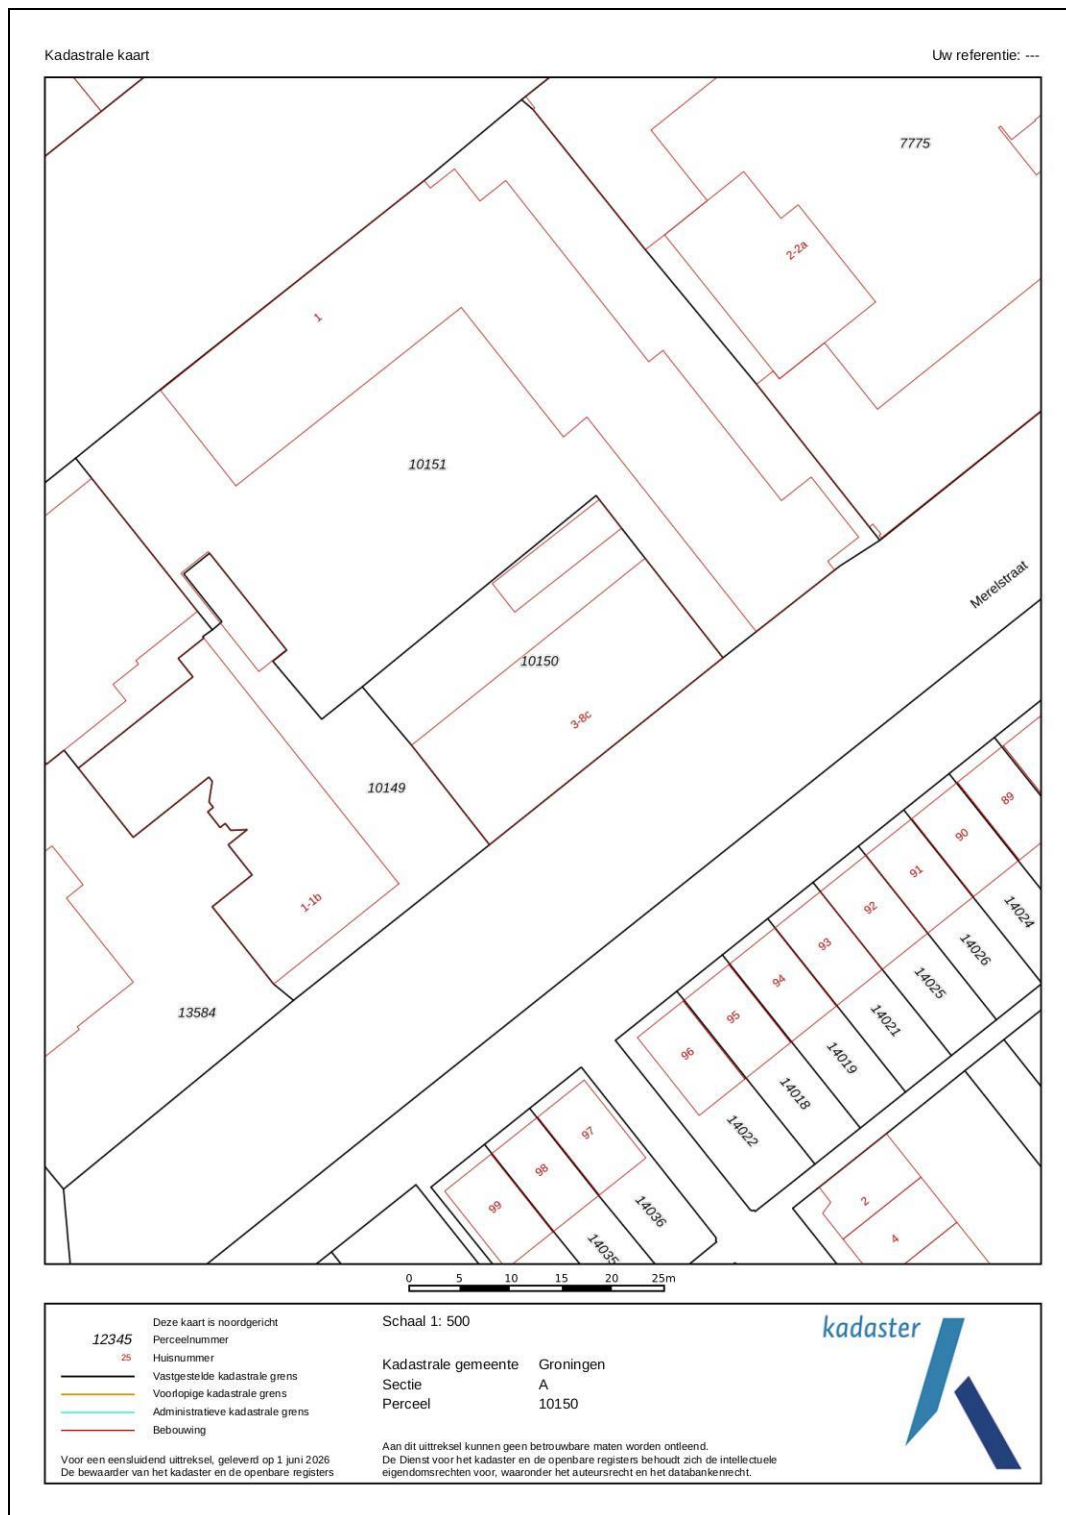 Kadastrale kaart
Uw referentie: ---
7775
2-2a
1
10151
Merelstraat
10150
3-8c
10149
1-1b
13584
89
90
91
92
93
94
95
96
14024
14026
14025
14021
14019
14018
14022
97
98
99
14036
14035
2
4
0 5 10 15 20 25m
Deze kaart is noordgericht
12345 Perceelnummer
25 Huisnummer
Vastgestelde kadastrale grens
Voorlopige kadastrale grens
Administratieve kadastrale grens
Bebouwing
Voor een eensluidend uittreksel, geleverd op 1 juni 2026
De bewaarder van het kadaster en de openbare registers
Schaal 1: 500
Kadastrale gemeente Groningen
Sectie A
Perceel 10150
Aan dit uittreksel kunnen geen betrouwbare maten worden ontleend.
De Dienst voor het kadaster en de openbare registers behoudt zich de intellectuele
eigendomsrechten voor, waaronder het auteursrecht en het databankenrecht.
kadaster